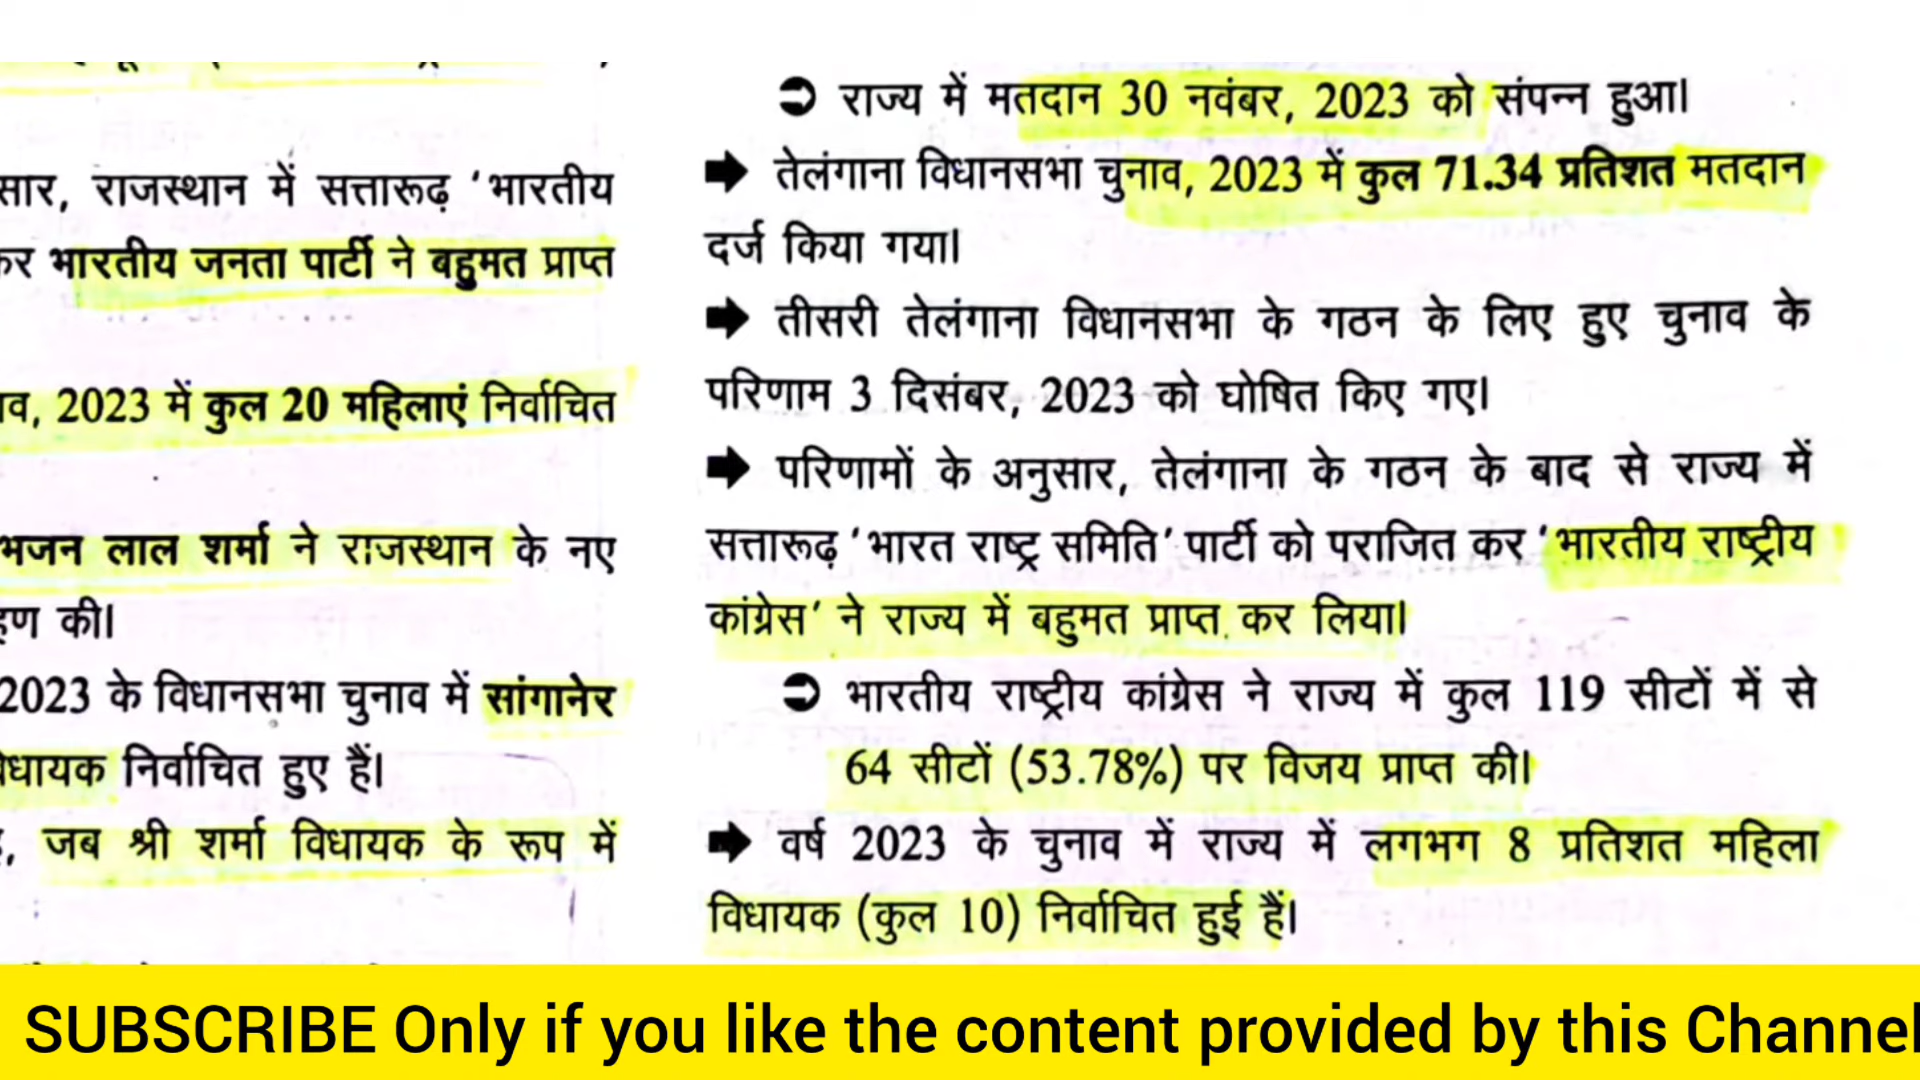 सार, राजस्थान में सत्तारूढ़ ‘भारतीय
कर भारतीय जनता पार्टी ने बहुमत प्राप्त
व, 2023 में कुल 20 महिलाएं निर्वाचित
भजन लाल शर्मा ने राजस्थान के नए
हण की।
2023 के विधानसभा चुनाव में सांगानेर
धायक निर्वाचित हुए हैं।
, जब श्री शर्मा विधायक के रूप में
➲ राज्य में मतदान 30 नवंबर, 2023 को संपन्न हुआ।
➡ तेलंगाना विधानसभा चुनाव, 2023 में कुल 71.34 प्रतिशत मतदान
दर्ज किया गया।
➡ तीसरी तेलंगाना विधानसभा के गठन के लिए हुए चुनाव के
परिणाम 3 दिसंबर, 2023 को घोषित किए गए।
➡ परिणामों के अनुसार, तेलंगाना के गठन के बाद से राज्य में
सत्तारूढ़ ‘भारत राष्ट्र समिति’ पार्टी को पराजित कर ‘भारतीय राष्ट्रीय
कांग्रेस’ ने राज्य में बहुमत प्राप्त कर लिया।
➲ भारतीय राष्ट्रीय कांग्रेस ने राज्य में कुल 119 सीटों में से
64 सीटों (53.78%) पर विजय प्राप्त की।
➡ वर्ष 2023 के चुनाव में राज्य में लगभग 8 प्रतिशत महिला
विधायक (कुल 10) निर्वाचित हुई हैं।
SUBSCRIBE Only if you like the content provided by this Channel